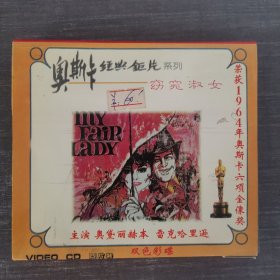 奥斯卡经典钜片系列
窈窕淑女
my
FAIR
LADY
荣获1964年奥斯卡六项金像奖
主演 奥黛丽赫本 雷克哈里逊
VIDEO CD
双色影碟